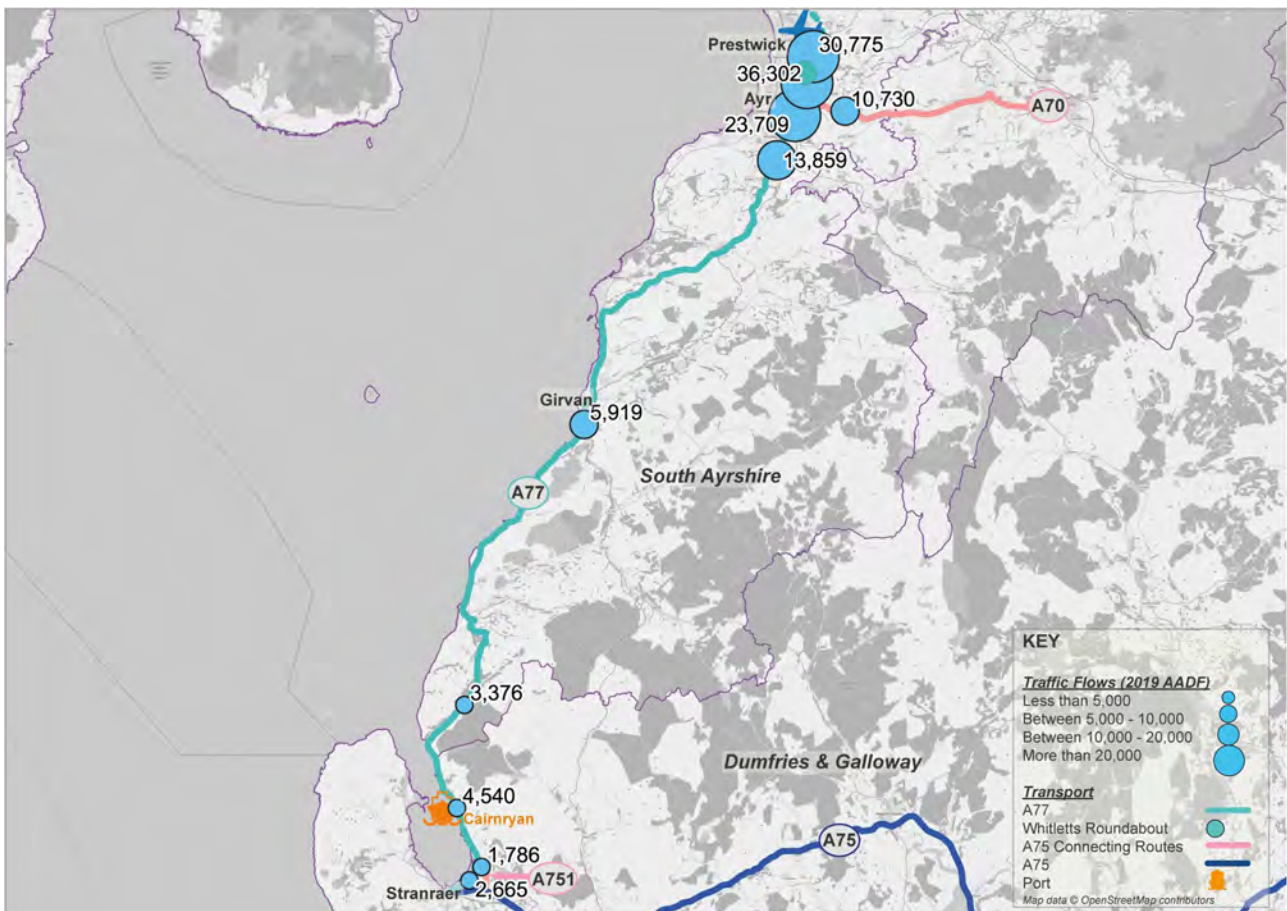 Prestwick
30,775
36,302
Ayr
10,730
A70
23,709
13,859
Girvan
5,919
South Ayrshire
A77
3,376
Dumfries & Galloway
4,540
Cairnryan
A75
1,786
A751
Stranraer
2,665
KEY
Traffic Flows (2019 AADF)
Less than 5,000
Between 5,000 - 10,000
Between 10,000 - 20,000
More than 20,000
Transport
A77
Whitletts Roundabout
A75 Connecting Routes
A75
Port
Map data © OpenStreetMap contributors